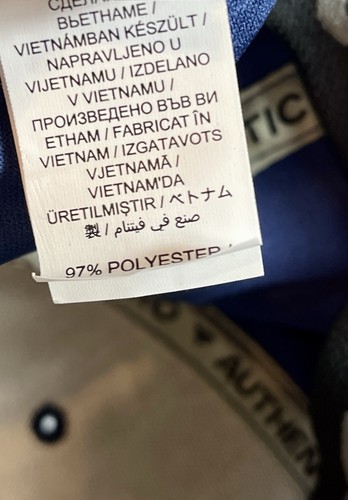 СДЕЛАНО
ВЬЕТНАМЕ /
VIETNÁMBAN KÉSZÜLT /
NAPRAVLJENO U
VIJETNAMU / IZDELANO
V VIETNAMU /
ПРОИЗВЕДЕНО ВЪВ ВИ
ЕТНАМ / FABRICAT ÎN
VIETNAM / IZGATAVOTS
VJETNAMĀ /
VIETNAM'DA
ÜRETILMIŞTIR / ベトナム
製 / صنع في فيتنام
97% POLYESTER /
TIC
AUTHEN